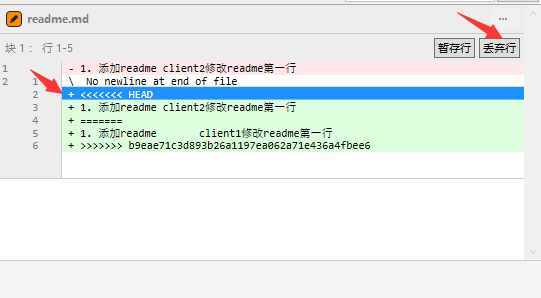 readme.md
...
块 1： 行 1-5
暂存行
丢弃行
1 - 1. 添加readme client2修改readme第一行
2 1 \ No newline at end of file
2 + <<<<<<< HEAD
3 + 1. 添加readme client2修改readme第一行
4 + =======
5 + 1. 添加readme client1修改readme第一行
6 + >>>>>>> b9eae71c3d893b26a1197ea062a71e436a4fbee6